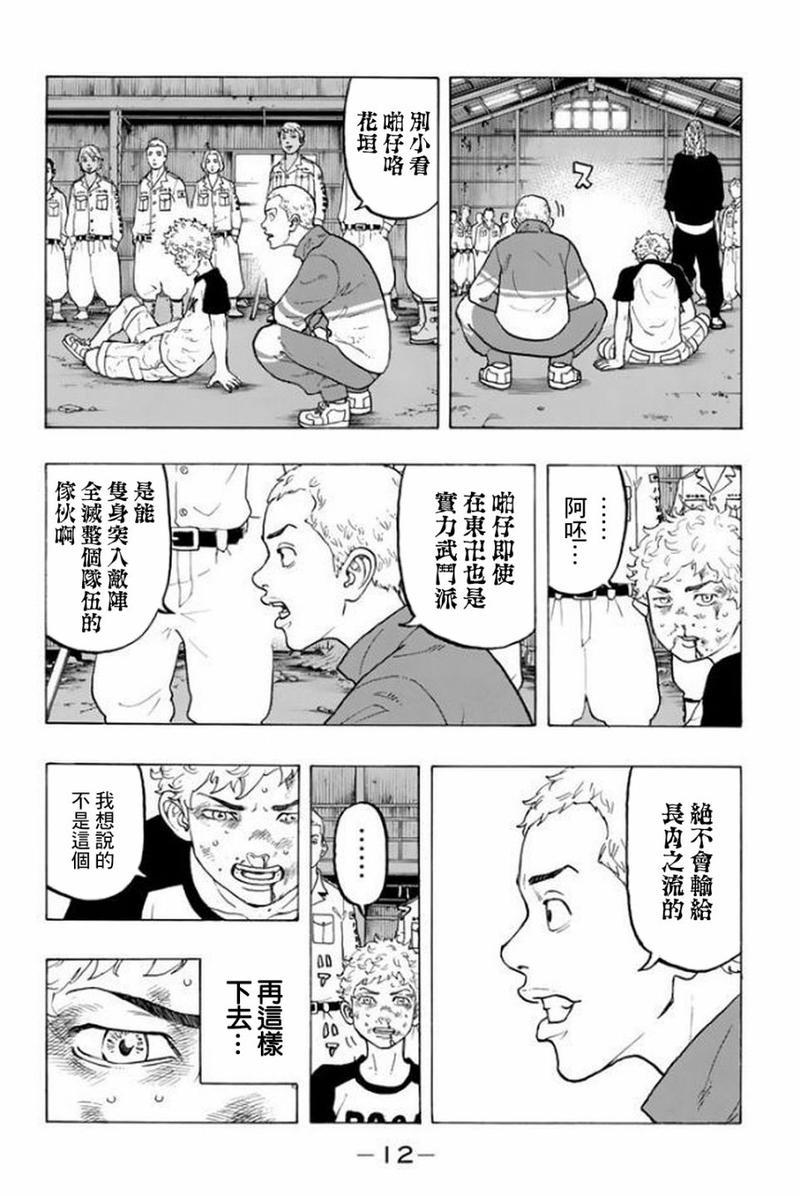 ス
別小看
啪仔咯
花垣
……
阿呸…
啪仔即使
在東卍也是
實力武鬥派
是能
隻身突入敵陣
全滅整個隊伍的
傢伙啊
絕不會輸給
長內之流的
……
我想說的
不是這個
再這樣
下去…
－12－